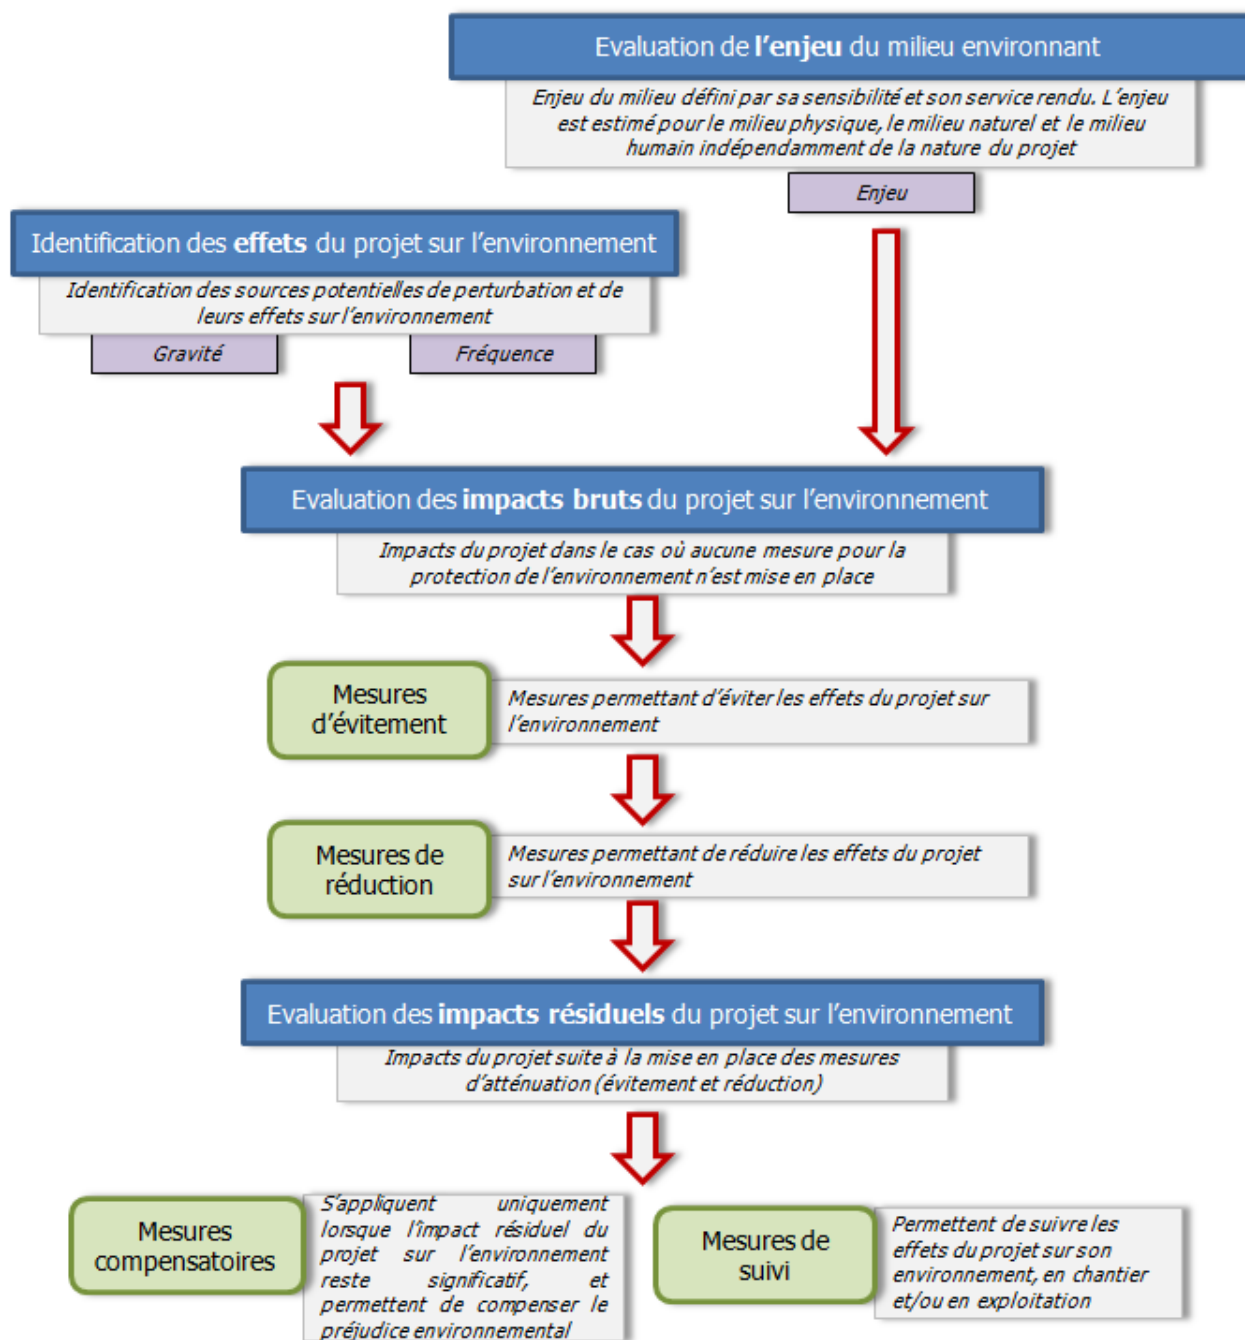 Evaluation de l'enjeu du milieu environnant
Enjeu du milieu défini par sa sensibilité et son service rendu. L'enjeu
est estimé pour le milieu physique, le milieu naturel et le milieu
humain indépendamment de la nature du projet
Enjeu
Identification des effets du projet sur l'environnement
Identification des sources potentielles de perturbation et de
leurs effets sur l'environnement
Gravité
Fréquence
Evaluation des impacts bruts du projet sur l'environnement
Impacts du projet dans le cas où aucune mesure pour la
protection de l'environnement n'est mise en place
Mesures
d'évitement
Mesures permettant d'éviter les effets du projet sur
l'environnement
Mesures de
réduction
Mesures permettant de réduire les effets du projet
sur l'environnement
Evaluation des impacts résiduels du projet sur l'environnement
Impacts du projet suite à la mise en place des mesures
d'atténuation (évitement et réduction)
Mesures
compensatoires
S'appliquent uniquement
lorsque l'impact résiduel du
projet sur l'environnement
reste significatif, et
permettent de compenser le
préjudice environnemental
Mesures de
suivi
Permettent de suivre les
effets du projet sur son
environnement, en chantier
et/ou en exploitation